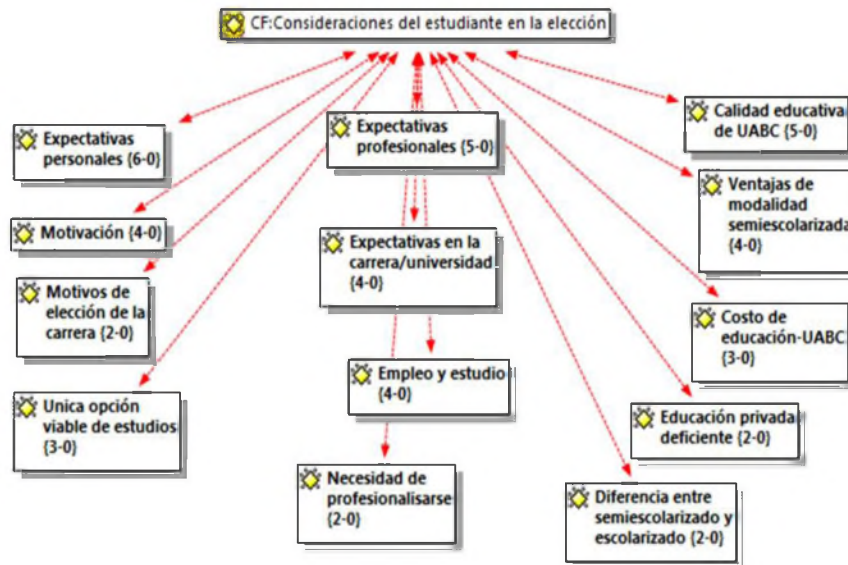 CF:Consideraciones del estudiante en la elección
Expectativas
personales {6-0}
Expectativas
profesionales {5-0}
Calidad educativa
de UABC {5-0}
Motivación {4-0}
Expectativas en la
carrera/universidad
{4-0}
Ventajas de
modalidad
semiescolarizada
{4-0}
Motivos de
elección de la
carrera {2-0}
Costo de
educación-UABC
{3-0}
Unica opción
viable de estudios
{3-0}
Empleo y estudio
{4-0}
Educación privada
deficiente {2-0}
Necesidad de
profesionalisarse
{2-0}
Diferencia entre
semiescolarizado y
escolarizado {2-0}